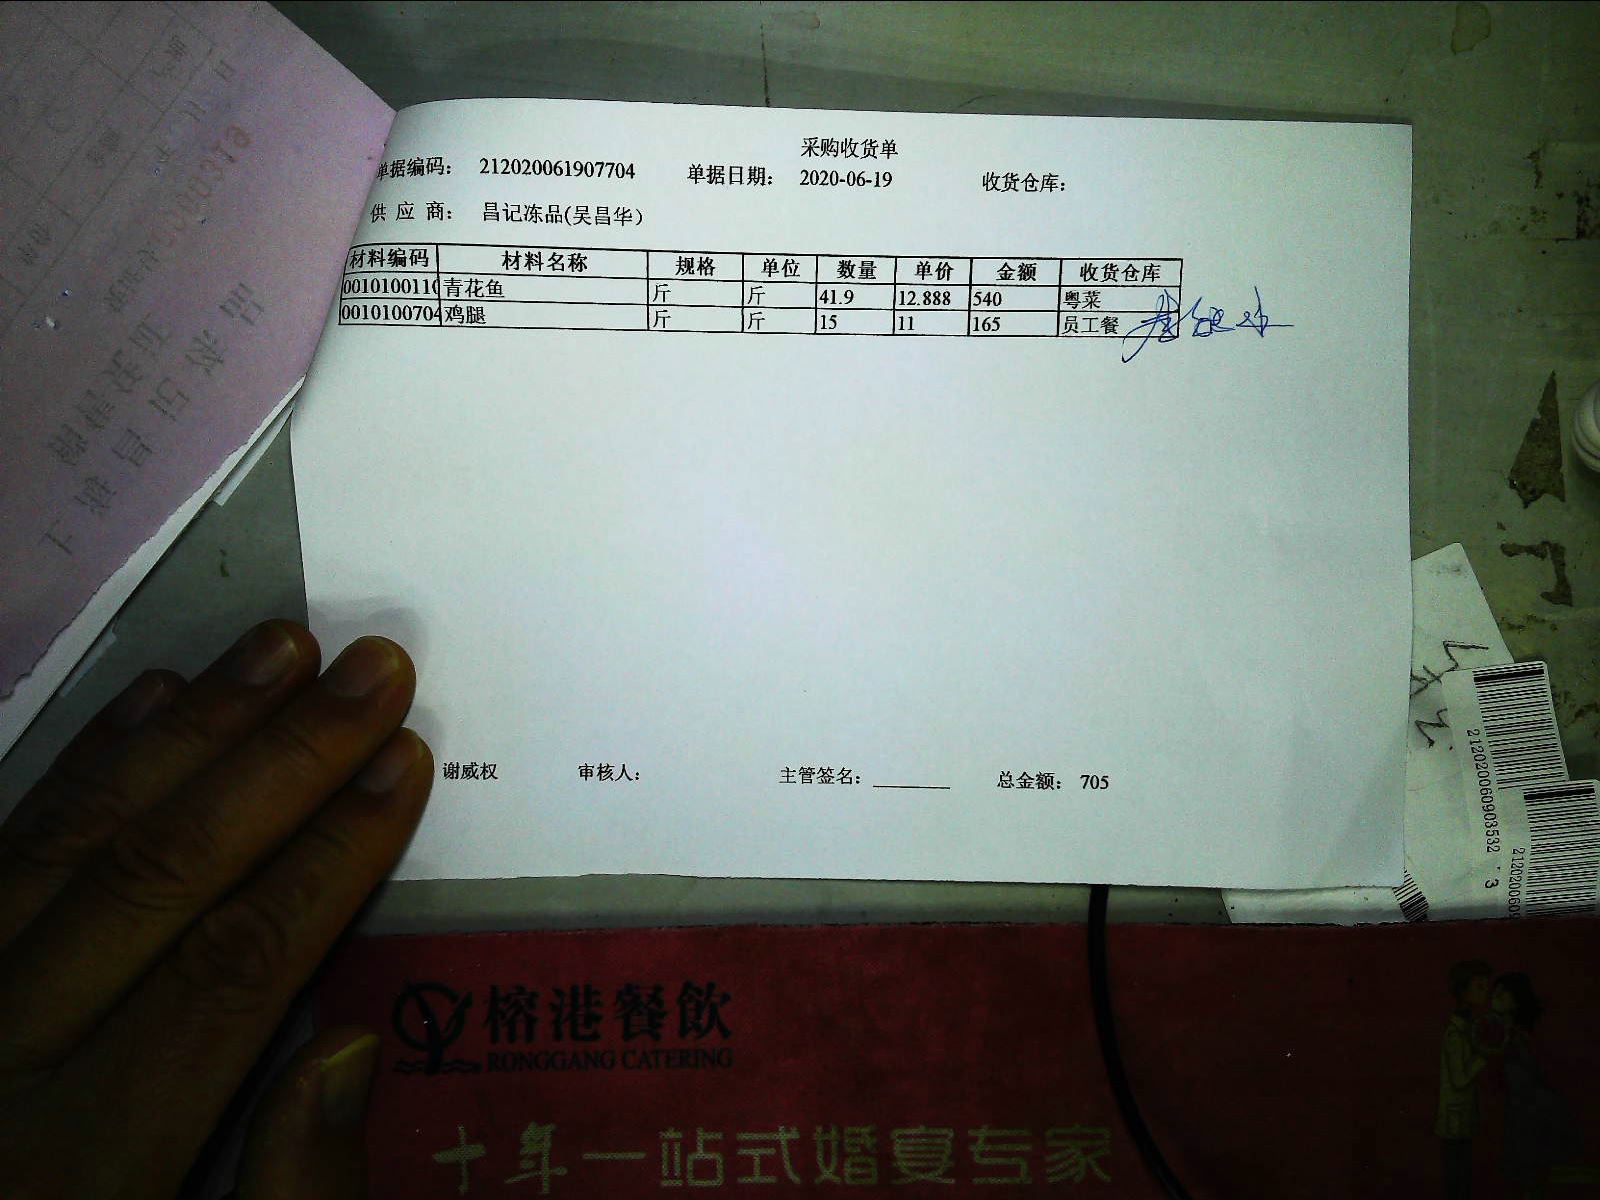 采购收货单
单据编码： 212020061907704 单据日期： 2020-06-19 收货仓库：
供 应 商： 昌记冻品(吴昌华)
材料编码 材料名称 规格 单位 数量 单价 金额 收货仓库
0010100110 青花鱼 斤 斤 41.9 12.888 540 粤菜
0010100704 鸡腿 斤 斤 15 11 165 员工餐
谢威权 审核人： 主管签名：________ 总金额： 705
212020060903532
3
2120200609
榕港餐飲
RONGGANG CATERING
十年一站式婚宴专家